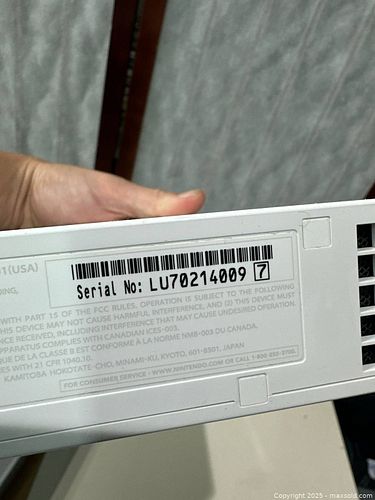 01(USA)
Serial No: LU70214009 7
WITH PART 15 OF THE FCC RULES. OPERATION IS SUBJECT TO THE FOLLOWING
THIS DEVICE MAY NOT CAUSE HARMFUL INTERFERENCE, AND (2) THIS DEVICE MUST
NCE RECEIVED, INCLUDING INTERFERENCE THAT MAY CAUSE UNDESIRED OPERATION.
APPARATUS COMPLIES WITH CANADIAN ICES-003.
QUE DE LA CLASSE B EST CONFORME À LA NORME NMB-003 DU CANADA.
ES WITH 21 CFR 1040.10.
KAMITOBA HOKOTATE-CHO, MINAMI-KU, KYOTO, 601-8501, JAPAN
FOR CONSUMER SERVICE - WWW.NINTENDO.COM OR CALL 1-800-255-3700.
Copyright 2025 - maxsold.com